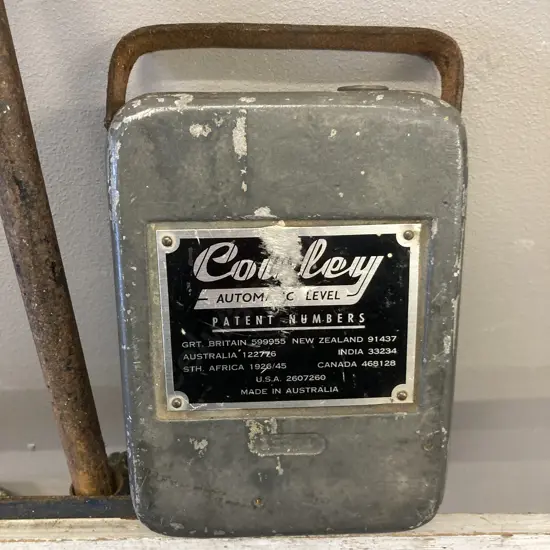 Cowley
AUTOMATIC LEVEL
PATENT NUMBERS
GRT. BRITAIN 599955 NEW ZEALAND 91437
AUSTRALIA 122776 INDIA 33234
STH. AFRICA 1926/45 CANADA 468128
U.S.A. 2607260
MADE IN AUSTRALIA